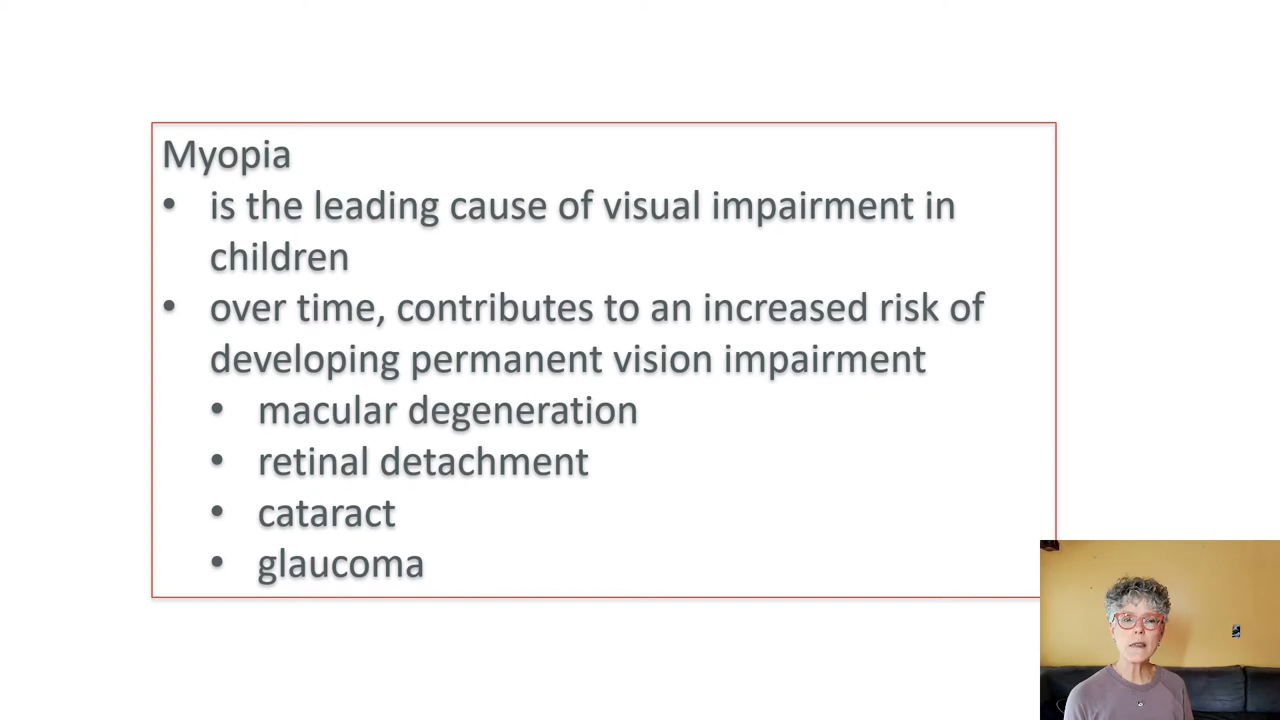 Myopia
• is the leading cause of visual impairment in
children
• over time, contributes to an increased risk of
developing permanent vision impairment
• macular degeneration
• retinal detachment
• cataract
• glaucoma